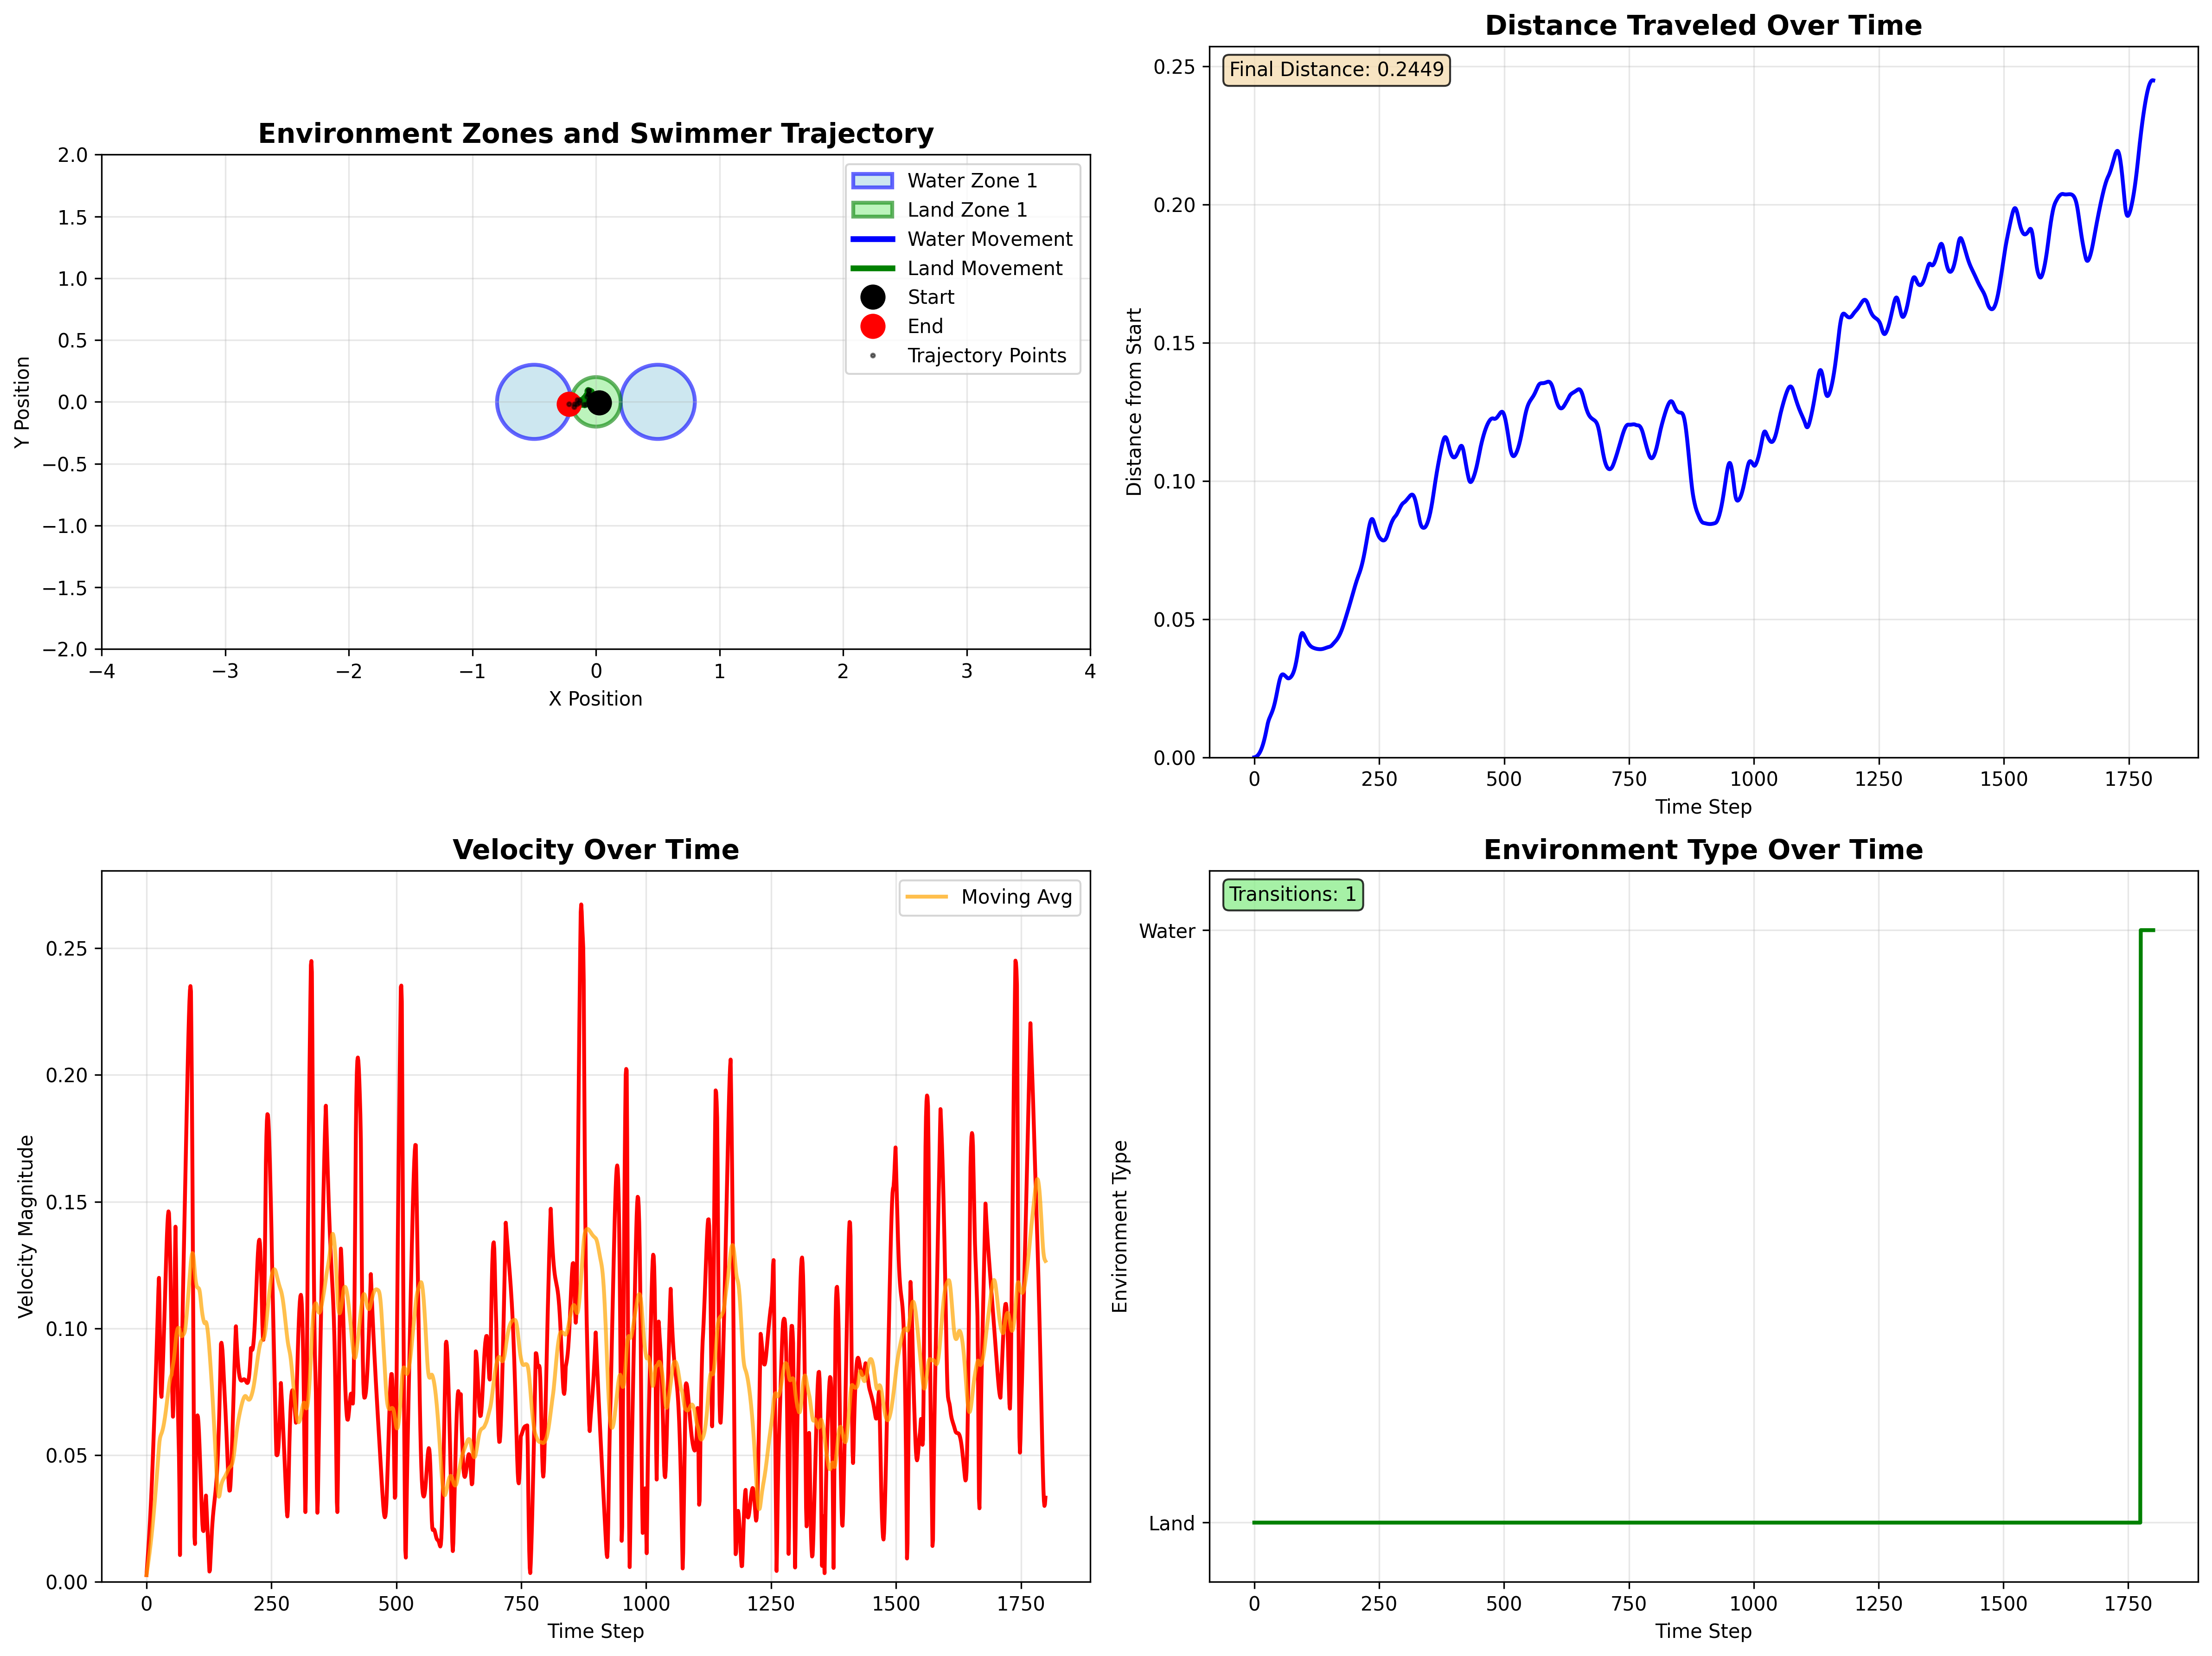 Environment Zones and Swimmer Trajectory
2.0
1.5
1.0
0.5
0.0
−0.5
−1.0
−1.5
−2.0
Y Position
−4
−3
−2
−1
0
1
2
3
4
X Position
Water Zone 1
Land Zone 1
Water Movement
Land Movement
Start
End
Trajectory Points
Distance Traveled Over Time
Final Distance: 0.2449
0.25
0.20
0.15
0.10
0.05
0.00
Distance from Start
0
250
500
750
1000
1250
1500
1750
Time Step
Velocity Over Time
Moving Avg
0.25
0.20
0.15
0.10
0.05
0.00
Velocity Magnitude
0
250
500
750
1000
1250
1500
1750
Time Step
Environment Type Over Time
Transitions: 1
Water
Land
Environment Type
0
250
500
750
1000
1250
1500
1750
Time Step